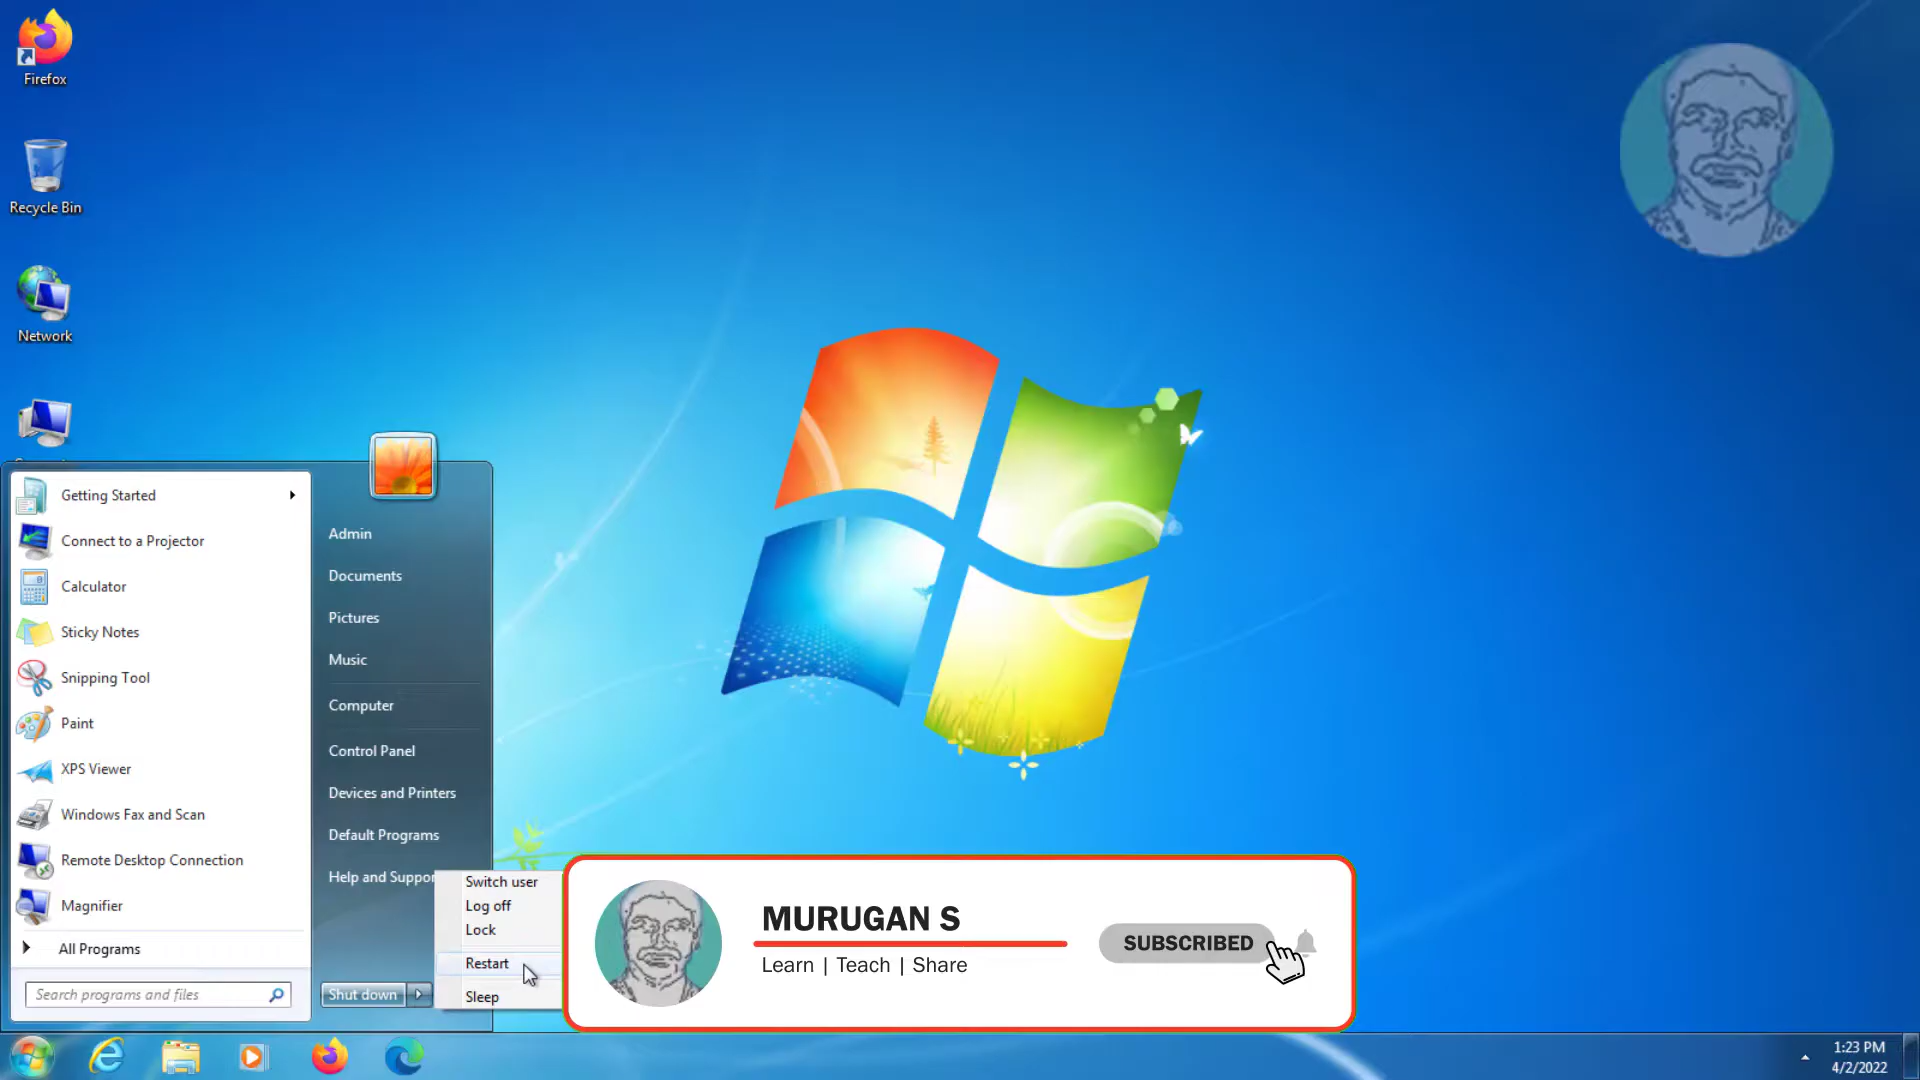 Firefox
Recycle Bin
Network
Getting Started
Connect to a Projector
Calculator
Sticky Notes
Snipping Tool
Paint
XPS Viewer
Windows Fax and Scan
Remote Desktop Connection
Magnifier
All Programs
Search programs and files
Admin
Documents
Pictures
Music
Computer
Control Panel
Devices and Printers
Default Programs
Help and Suppor
Shut down
Switch user
Log off
Lock
Restart
Sleep
MURUGAN S
Learn | Teach | Share
SUBSCRIBED
1:23 PM
4/2/2022